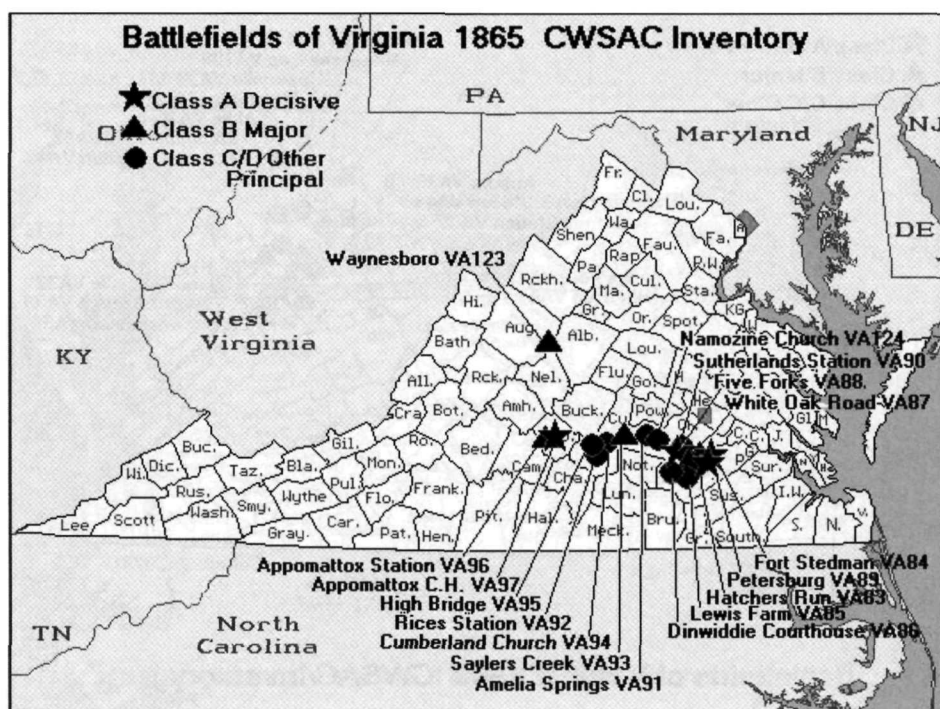 Battlefields of Virginia 1865 CWSAC Inventory
Class A Decisive
Class B Major
Class C/D Other
Principal
PA
Maryland
NJ
DE
KY
West
Virginia
TN
North
Carolina
Waynesboro VA123
Namozine Church VA124
Sutherlands Station VA90
Five Forks VA88
White Oak Road VA87
Fr.
Cl.
Lou.
Shen
Wa.
Fau.
Fa.
A
Rap
P.W.
Pa.
Rckh.
Cul.
Ma.
Sta.
Gr.
Hi.
Aug.
Or.
Spot.
KG
Alb.
Bath
Lou.
Rck.
Nel.
Flu.
Go.
H
All.
Amh.
Buck.
Pow.
He
Cra.
Bot.
Cu.
Ch
Gl
M
Ro.
Bed.
C.C.
J.
Gil.
Cam.
Cha.
Not.
P.G
Sur.
Buc.
Bla.
Mon.
Wi.
Dic.
Taz.
Pul.
Frank.
Lun.
Sus.
I.W.
Rus.
Wythe
Flo.
Pit.
Hal.
Bru.
Lee
Scott
Wash.
Smy.
Car.
Pat.
Hen.
Meck.
Gr.
South.
S.
N.
V.
Gray.
Appomattox Station VA96
Appomattox C.H. VA97
High Bridge VA95
Rices Station VA92
Cumberland Church VA94
Saylers Creek VA93
Amelia Springs VA91
Fort Stedman VA84
Petersburg VA89
Hatchers Run VA83
Lewis Farm VA85
Dinwiddie Courthouse VA86